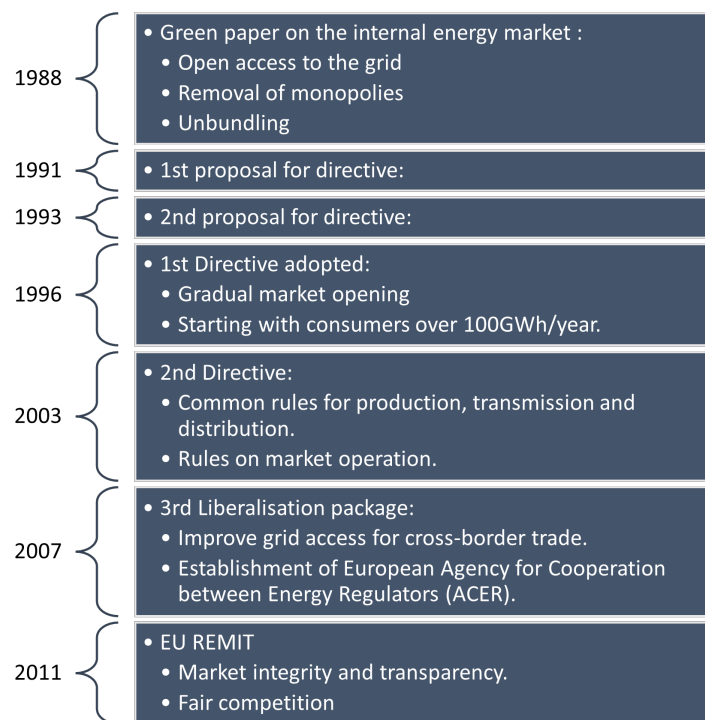 1988
• Green paper on the internal energy market :
• Open access to the grid
• Removal of monopolies
• Unbundling
1991
• 1st proposal for directive:
1993
• 2nd proposal for directive:
1996
• 1st Directive adopted:
• Gradual market opening
• Starting with consumers over 100GWh/year.
2003
• 2nd Directive:
• Common rules for production, transmission and
distribution.
• Rules on market operation.
2007
• 3rd Liberalisation package:
• Improve grid access for cross-border trade.
• Establishment of European Agency for Cooperation
between Energy Regulators (ACER).
2011
• EU REMIT
• Market integrity and transparency.
• Fair competition